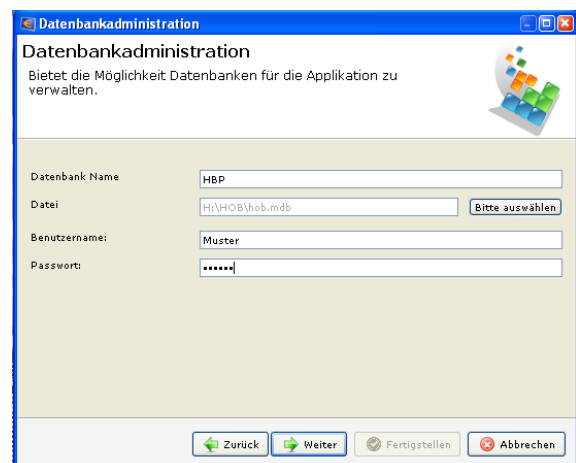 Datenbankadministration
Datenbankadministration
Bietet die Möglichkeit Datenbanken für die Applikation zu
verwalten.
Datenbank Name HBP
Datei H:\HOB\hob.mdb Bitte auswählen
Benutzername: Muster
Passwort: ••••••
Zurück Weiter Fertigstellen Abbrechen